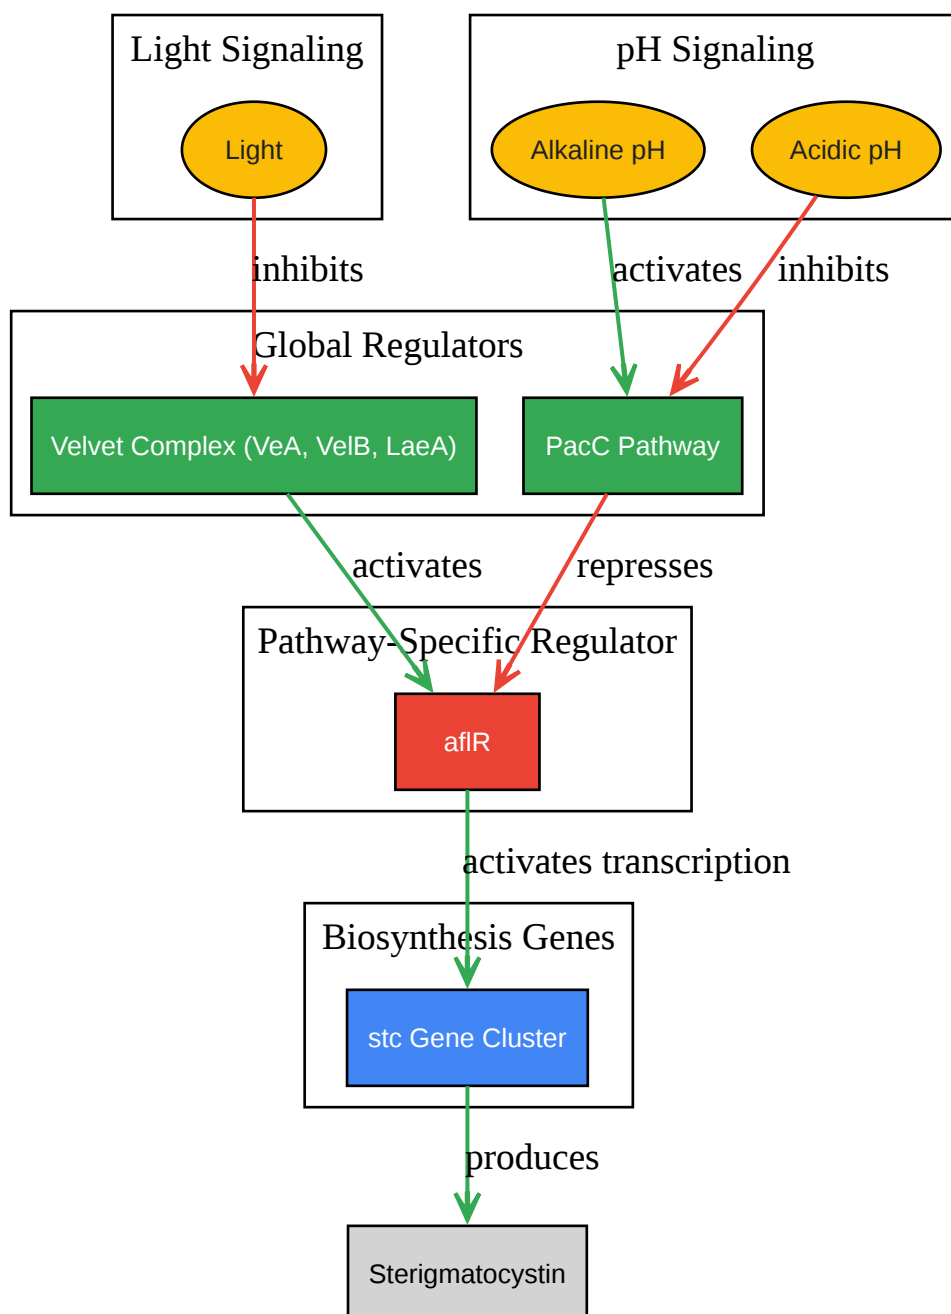 Light Signaling
pH Signaling
Light
Alkaline pH
Acidic pH
inhibits
activates
inhibits
Global Regulators
Velvet Complex (VeA, VelB, LaeA)
PacC Pathway
activates
represses
Pathway-Specific Regulator
aflR
activates transcription
Biosynthesis Genes
stc Gene Cluster
produces
Sterigmatocystin